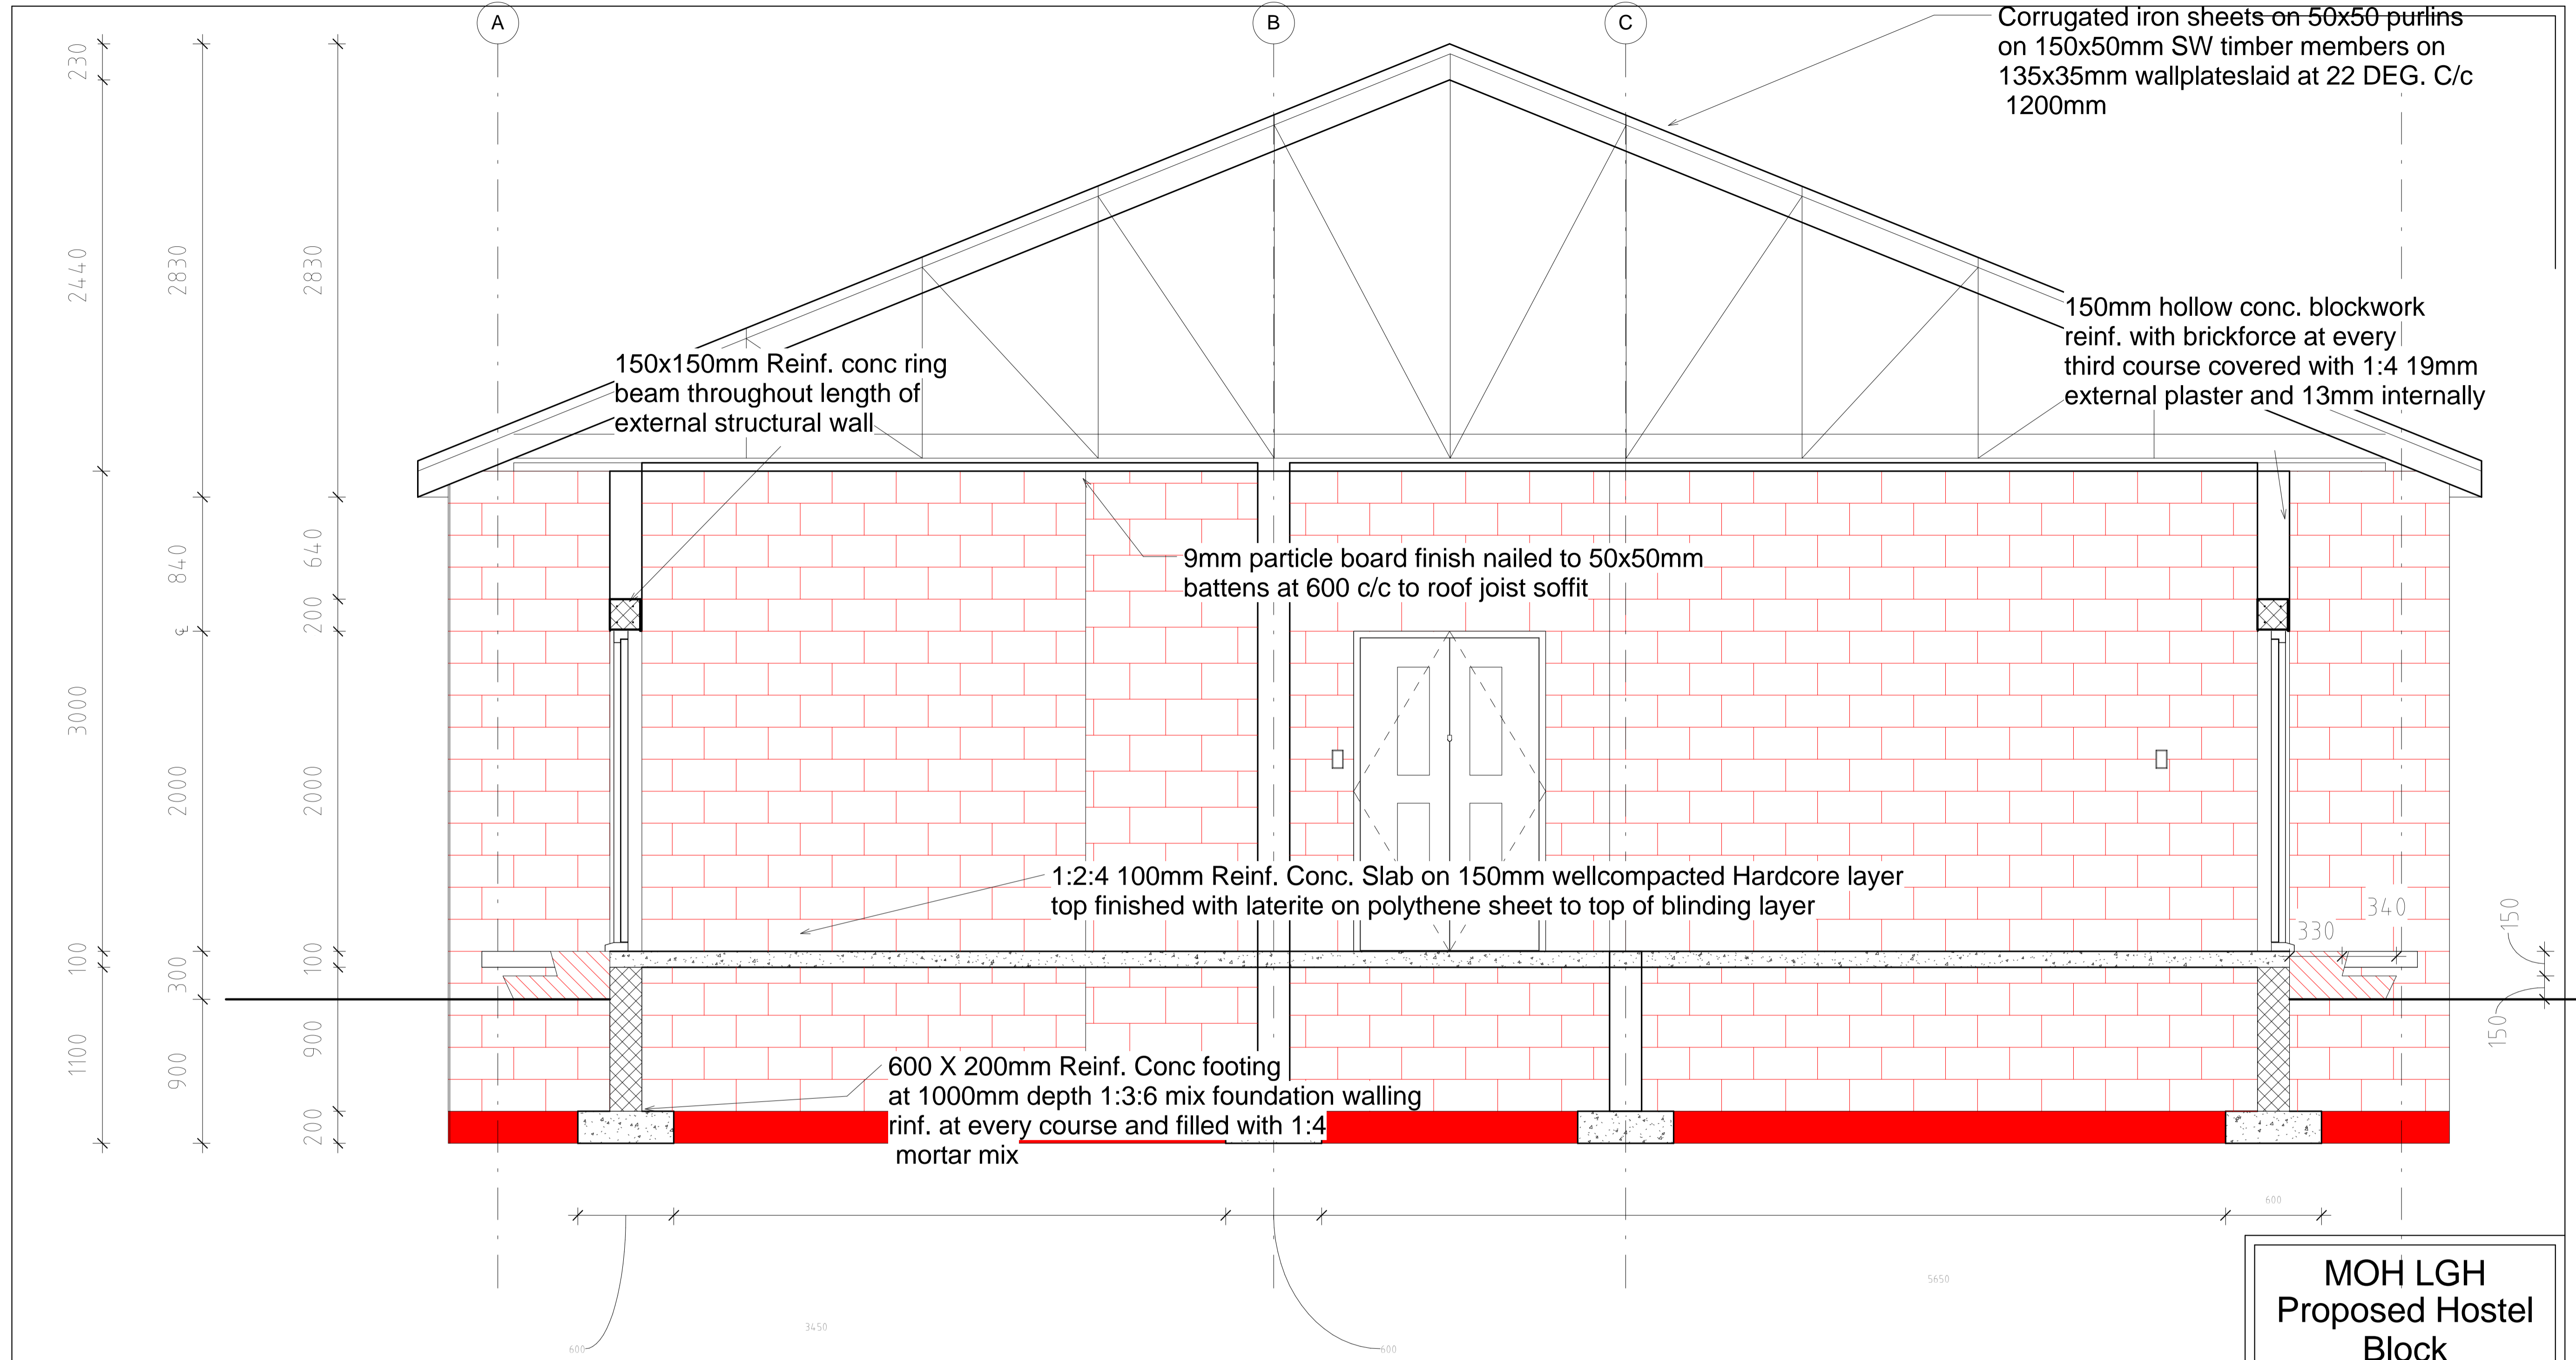 A
B
C
Corrugated iron sheets on 50x50 purlins
on 150x50mm SW timber members on
135x35mm wallplateslaid at 22 DEG. C/c
1200mm
230
2440
2830
2830
150mm hollow conc. blockwork
reinf. with brickforce at every
third course covered with 1:4 19mm
external plaster and 13mm internally
150x150mm Reinf. conc ring
beam throughout length of
external structural wall
9mm particle board finish nailed to 50x50mm
battens at 600 c/c to roof joist soffit
840
640
200
℄
3000
2000
2000
1:2:4 100mm Reinf. Conc. Slab on 150mm wellcompacted Hardcore layer
top finished with laterite on polythene sheet to top of blinding layer
330
340
150
150
100
300
100
1100
900
900
200
600 X 200mm Reinf. Conc footing
at 1000mm depth 1:3:6 mix foundation walling
rinf. at every course and filled with 1:4
mortar mix
600
5650
3450
600
600
MOH LGH
Proposed Hostel
Block